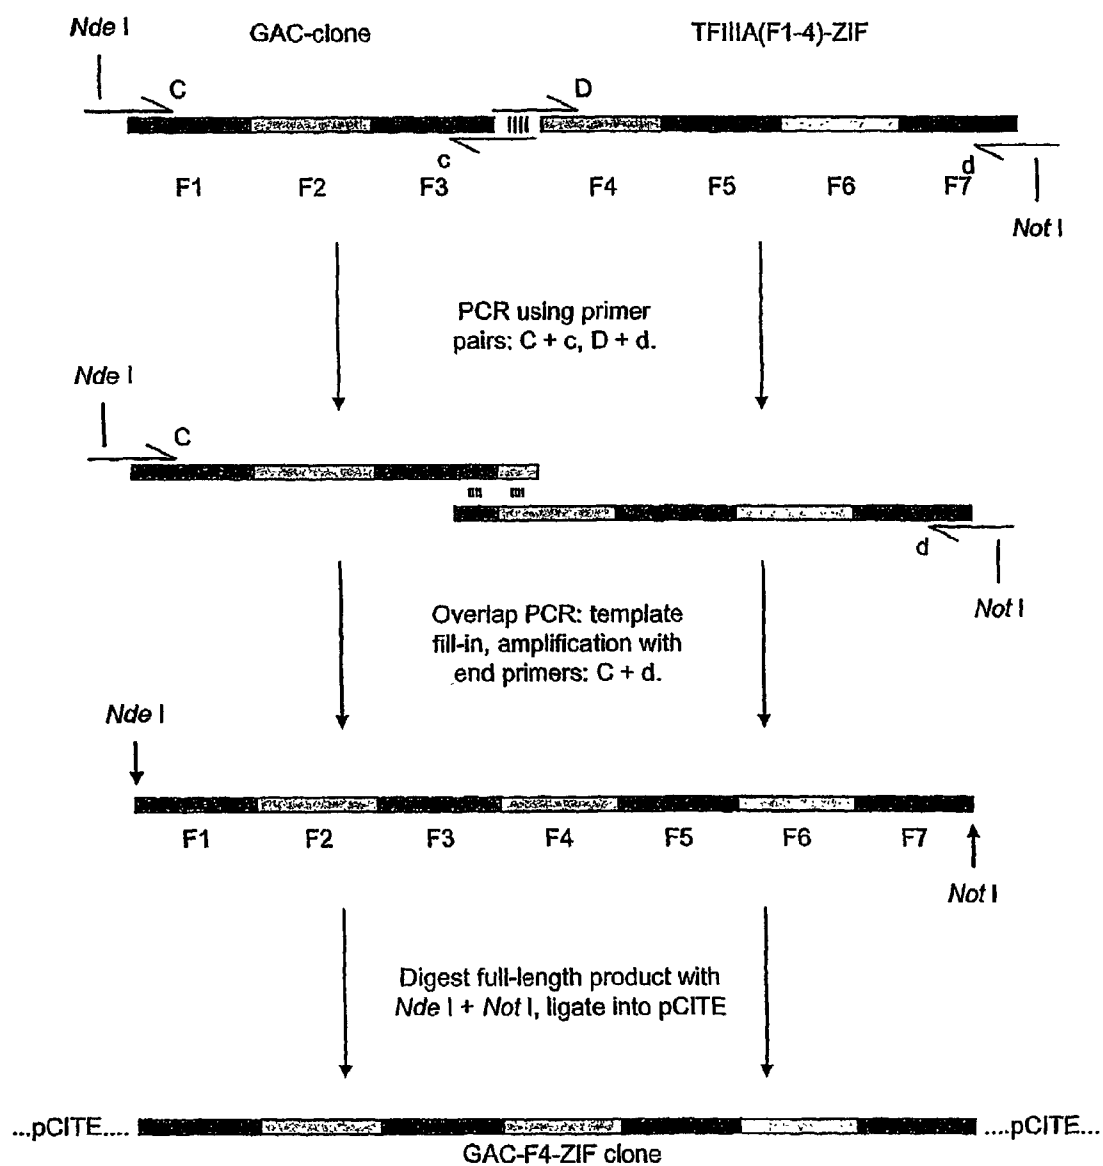 Nde I
GAC-clone
TFIIIA(F1-4)-ZIF
C
D
c
d
F1 F2 F3 F4 F5 F6 F7
Not I
PCR using primer
pairs: C + c, D + d.
Nde I
C
d
Not I
Overlap PCR: template
fill-in, amplification with
end primers: C + d.
Nde I
F1 F2 F3 F4 F5 F6 F7
Not I
Digest full-length product with
Nde I + Not I, ligate into pCITE
...pCITE.... ....pCITE...
GAC-F4-ZIF clone